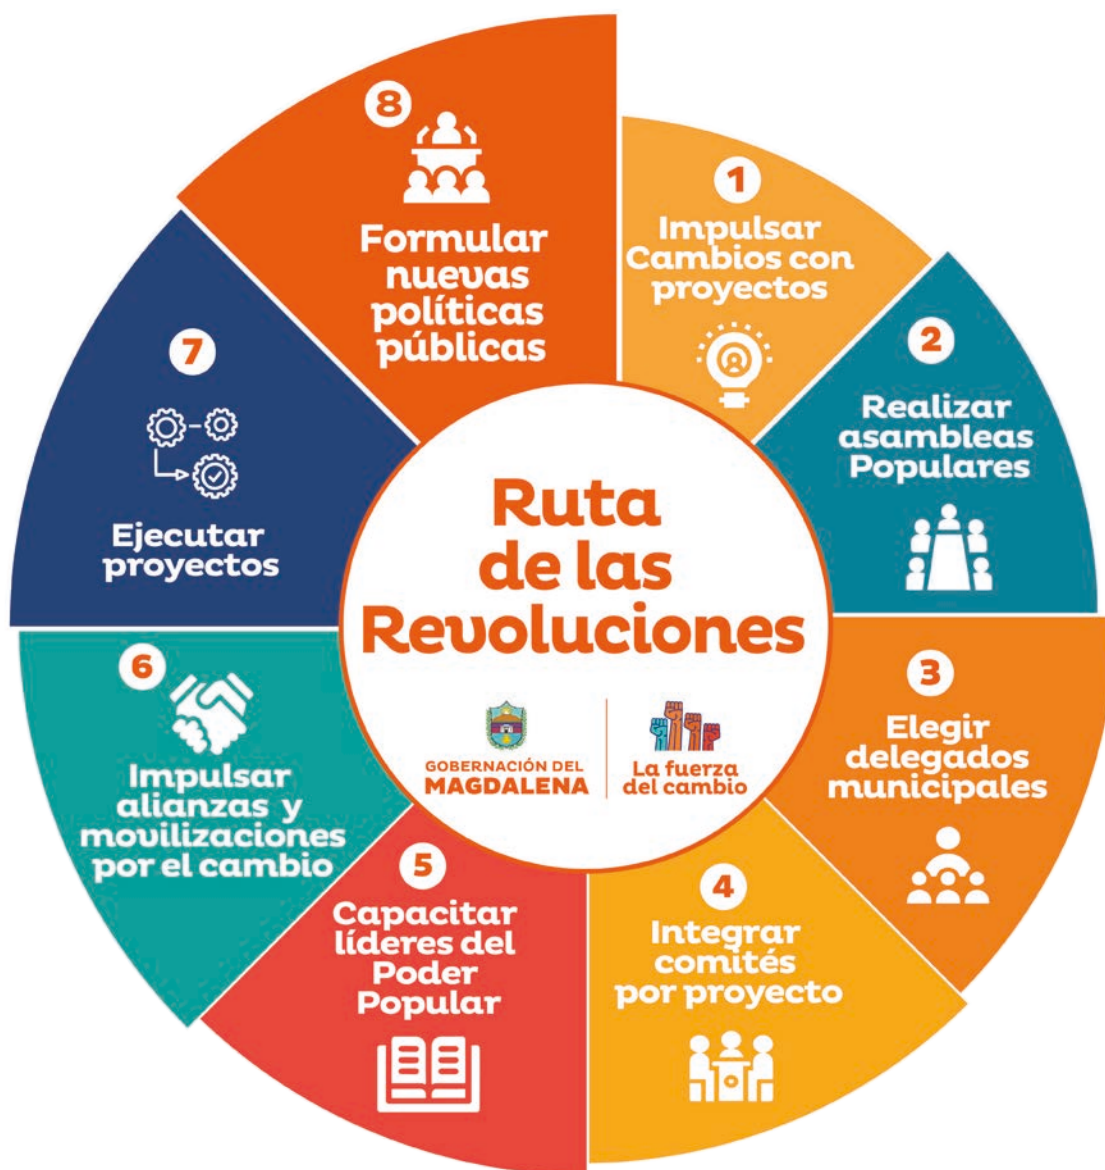 Ruta
de las
Revoluciones
GOBERNACIÓN DEL
MAGDALENA
La fuerza
del cambio
1
Impulsar
Cambios con
proyectos
2
Realizar
asambleas
Populares
3
Elegir
delegados
municipales
4
Integrar
comités
por proyecto
5
Capacitar
líderes del
Poder
Popular
6
Impulsar
alianzas y
movilizaciones
por el cambio
7
Ejecutar
proyectos
8
Formular
nuevas
políticas
públicas